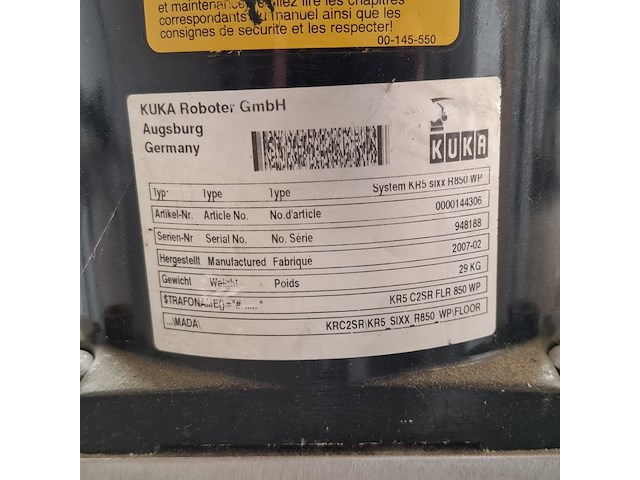 et maintenance, veuillez lire les chapitres
correspondants du manuel ainsi que les
consignes de sécurité et les respecter!
00-145-550
KUKA Roboter GmbH
Augsburg
Germany
KUKA
Typ Type Type System KR5 sixx R850 WP
Artikel-Nr. Article No. No.d'article 0000144306
Serien-Nr Serial No. No. Série 948188
Hergestellt Manufactured Fabriqué 2007-02
Gewicht Weight Poids 29 KG
$TRAFONAME[]="# ....." KR5 C2SR FLR 850 WP
...\MADA\ KRC2SR\KR5_SIXX_R850_WP\FLOOR